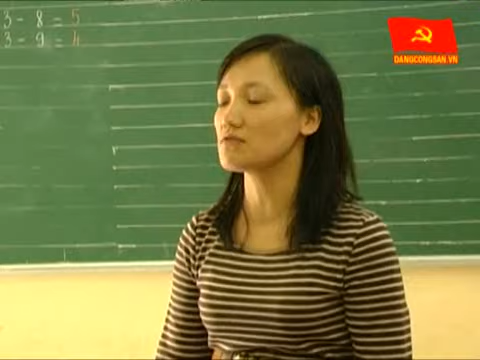 3 - 8 = 5
3 - 9 = 4
DANGCONGSAN.VN